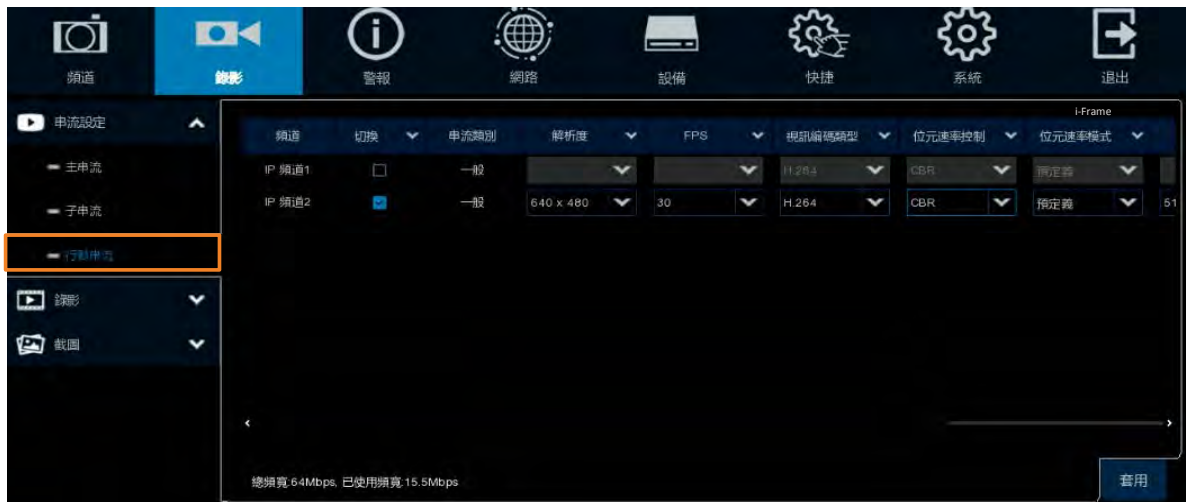 頻道 錄影 警報 網路 設備 快捷 系統 退出
串流設定
主串流
子串流
行動串流
錄影
截圖
i-Frame
頻道 切換 串流類別 解析度 FPS 視訊編碼類型 位元速率控制 位元速率模式
IP 頻道1 一般 H.264 CBR 預定義
IP 頻道2 一般 640 x 480 30 H.264 CBR 預定義 51
總頻寬:64Mbps, 已使用頻寬:15.5Mbps
套用